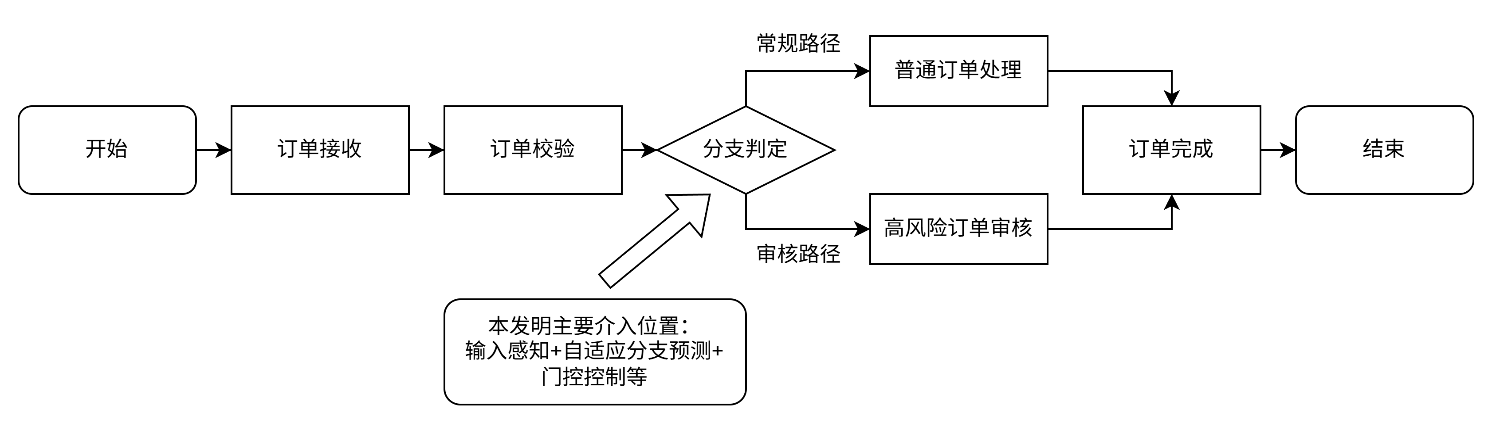 开始
订单接收
订单校验
分支判定
常规路径
普通订单处理
审核路径
高风险订单审核
订单完成
结束
本发明主要介入位置：
输入感知+自适应分支预测+
门控控制等